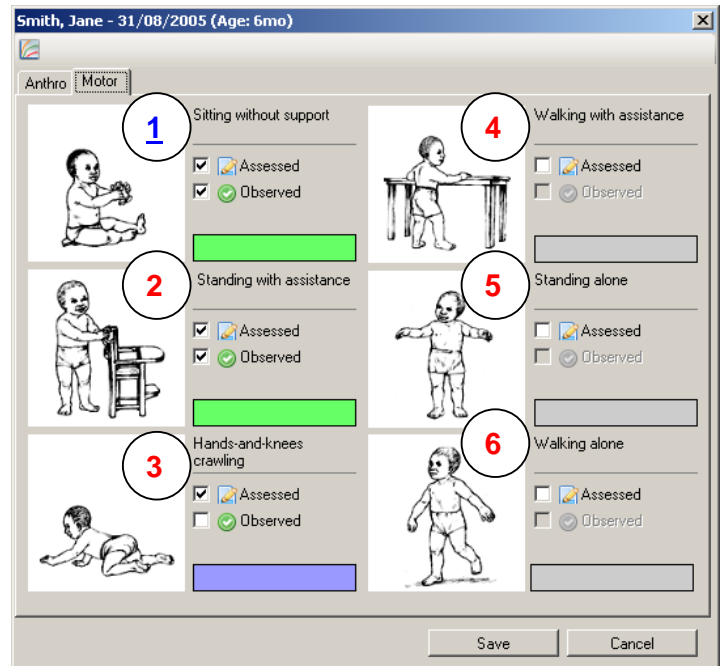 Smith, Jane - 31/08/2005 (Age: 6mo)
Anthro
Motor
1
Sitting without support
Assessed
Observed
2
Standing with assistance
Assessed
Observed
3
Hands-and-knees
crawling
Assessed
Observed
4
Walking with assistance
Assessed
Observed
5
Standing alone
Assessed
Observed
6
Walking alone
Assessed
Observed
Save
Cancel